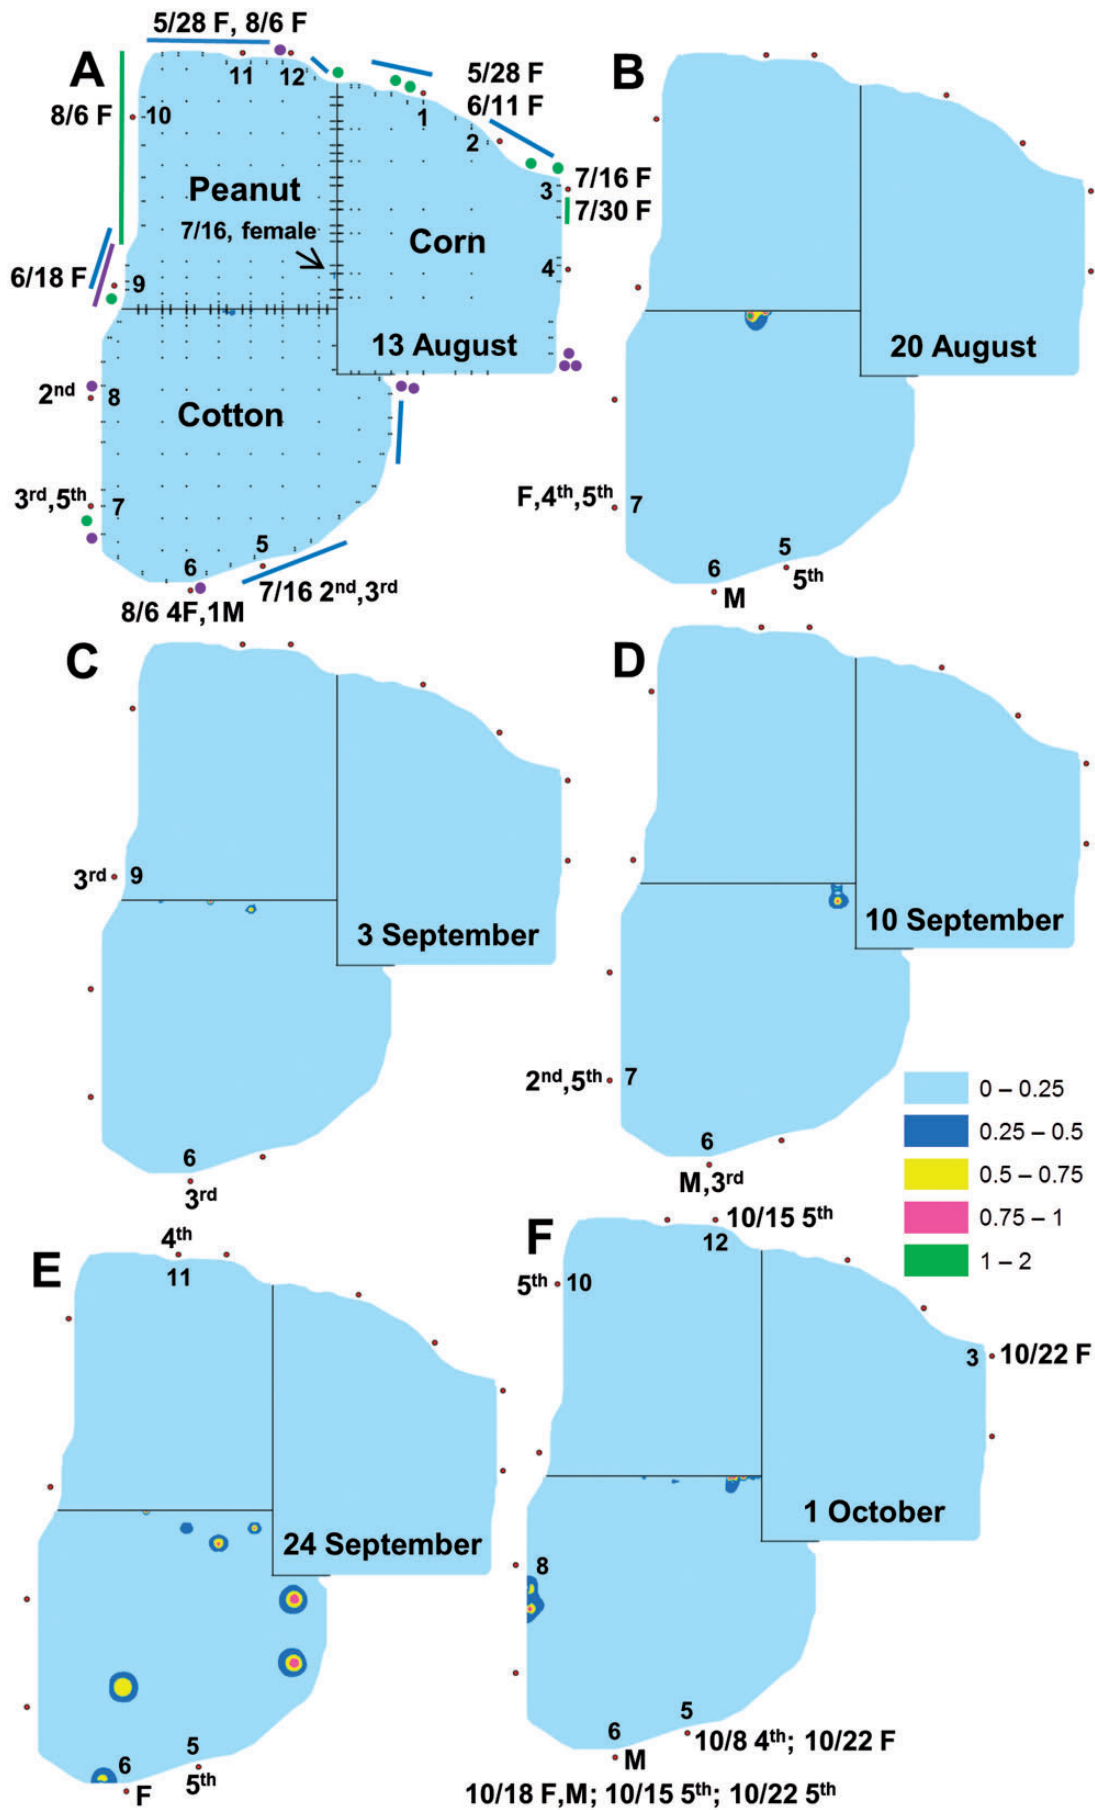 A
5/28 F, 8/6 F
11
12
5/28 F
6/11 F
8/6 F
10
1
2
Peanut
7/16, female
3
7/16 F
7/30 F
Corn
6/18 F
9
4
13 August
2nd
8
Cotton
3rd,5th
7
5
6
7/16 2nd,3rd
8/6 4F,1M
B
20 August
F,4th,5th
7
5
6
5th
M
C
3rd
9
3 September
6
3rd
D
10 September
2nd,5th
7
6
M,3rd
0 – 0.25
0.25 – 0.5
0.5 – 0.75
0.75 – 1
1 – 2
E
4th
11
24 September
5
6
5th
F
F
10/15 5th
12
5th
10
3
10/22 F
1 October
8
5
6
10/8 4th; 10/22 F
M
10/18 F,M; 10/15 5th; 10/22 5th